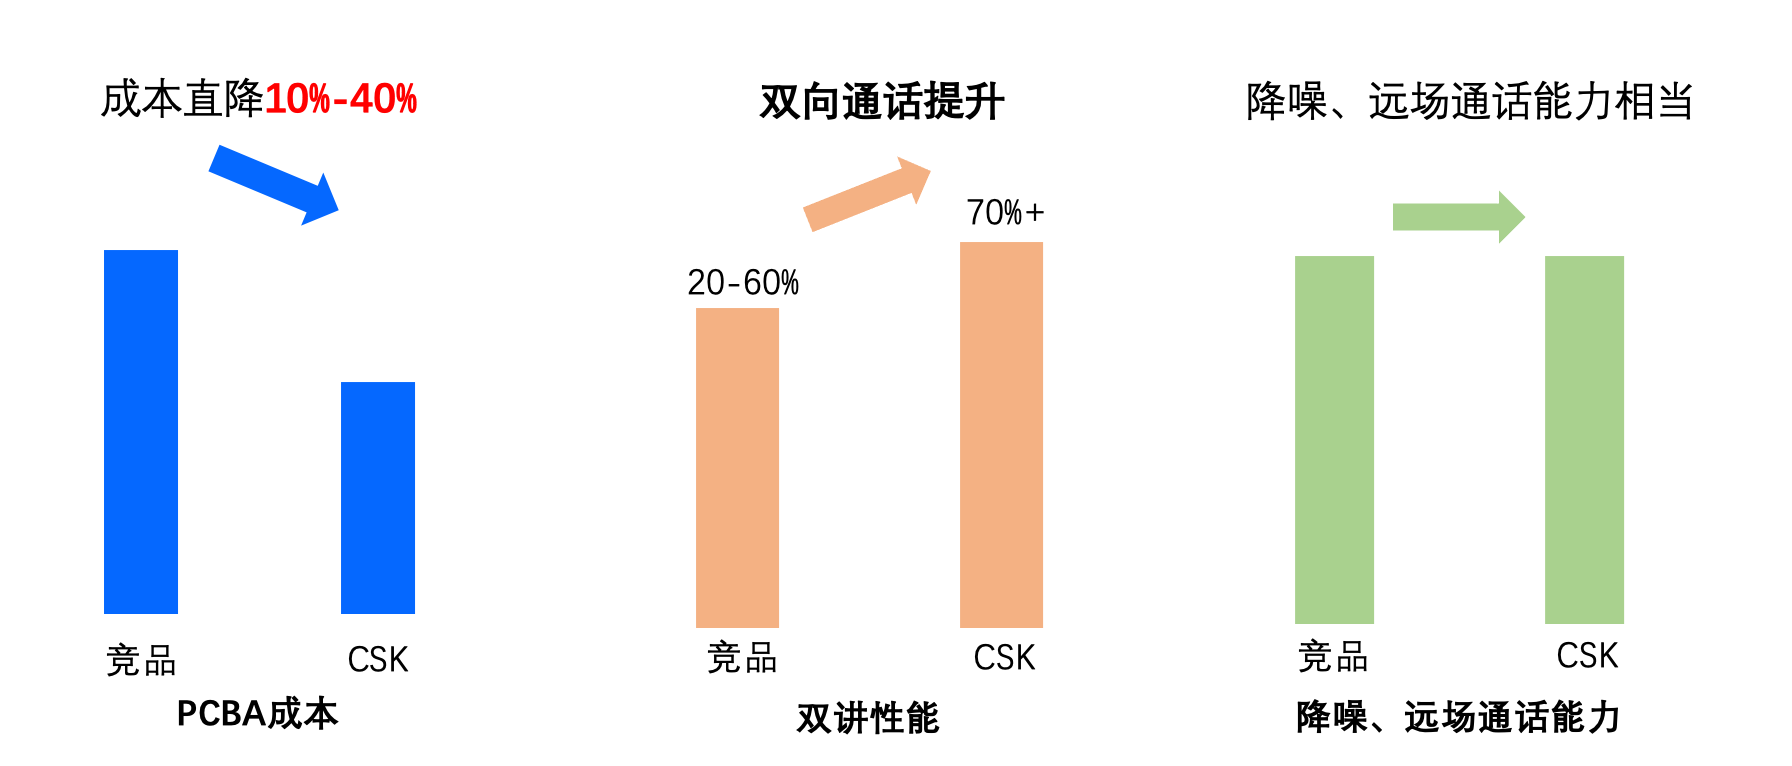 成本直降10%-40%
竞品
CSK
PCBA成本
双向通话提升
20-60%
70%+
竞品
CSK
双讲性能
降噪、远场通话能力相当
竞品
CSK
降噪、远场通话能力